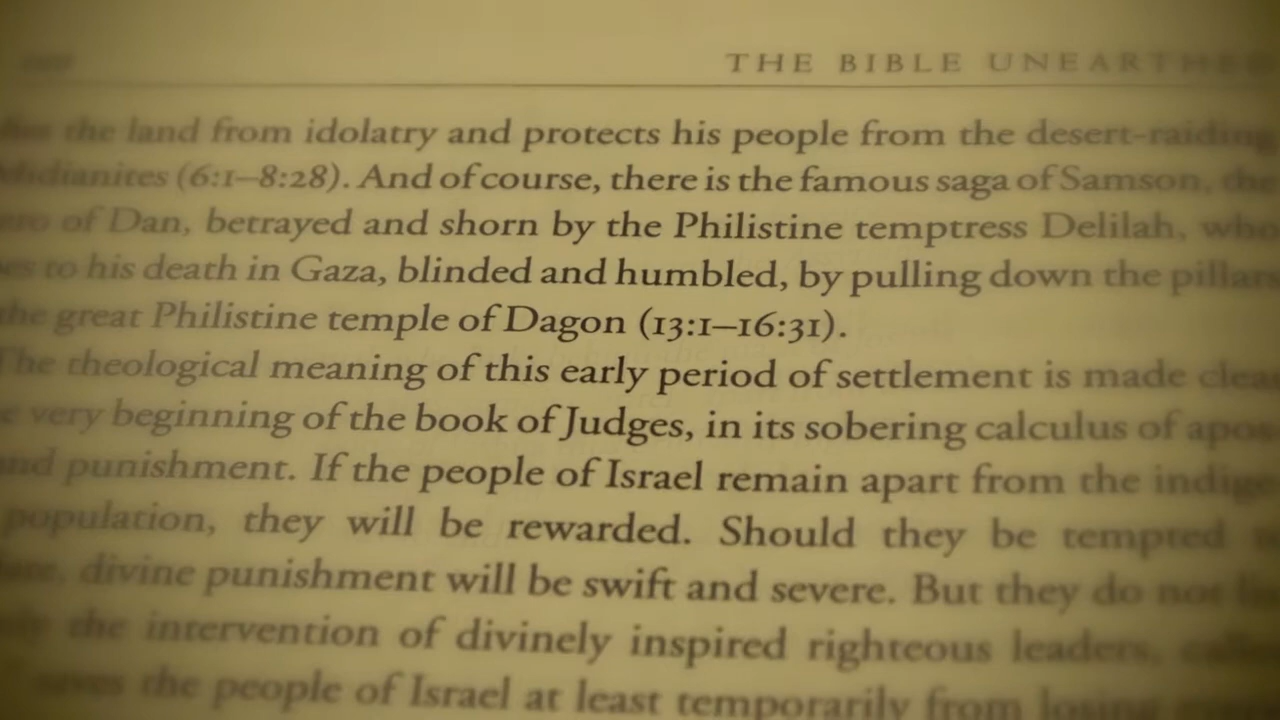 THE BIBLE UNEARTHED
the land from idolatry and protects his people from the desert-raiding
Midianites (6:1–8:28). And of course, there is the famous saga of Samson, the
of Dan, betrayed and shorn by the Philistine temptress Delilah, who
to his death in Gaza, blinded and humbled, by pulling down the pillars
the great Philistine temple of Dagon (13:1–16:31).
The theological meaning of this early period of settlement is made clear
very beginning of the book of Judges, in its sobering calculus of apos-
and punishment. If the people of Israel remain apart from the indige-
population, they will be rewarded. Should they be tempted to
divine punishment will be swift and severe. But they do not
the intervention of divinely inspired righteous leaders, called
saves the people of Israel at least temporarily from losing